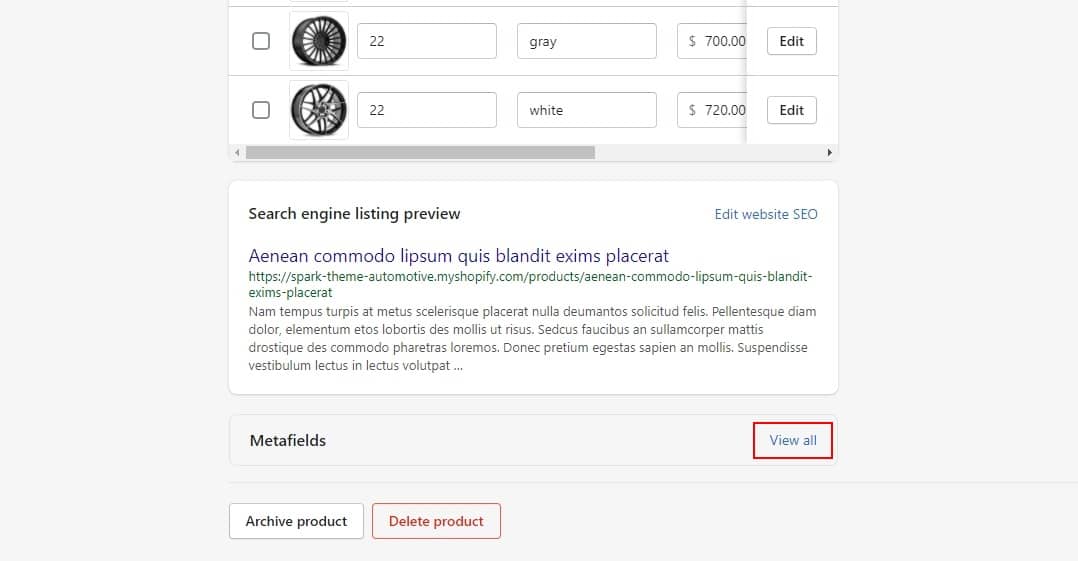 22 gray $ 700.00 Edit
22 white $ 720.00 Edit
Search engine listing preview Edit website SEO
Aenean commodo lipsum quis blandit exims placerat
https://spark-theme-automotive.myshopify.com/products/aenean-commodo-lipsum-quis-blandit-
exims-placerat
Nam tempus turpis at metus scelerisque placerat nulla deumantos solicitud felis. Pellentesque diam
dolor, elementum etos lobortis des mollis ut risus. Sedcus faucibus an sullamcorper mattis
drostique des commodo pharetras loremos. Donec pretium egestas sapien an mollis. Suspendisse
vestibulum lectus in lectus volutpat ...
Metafields View all
Archive product Delete product